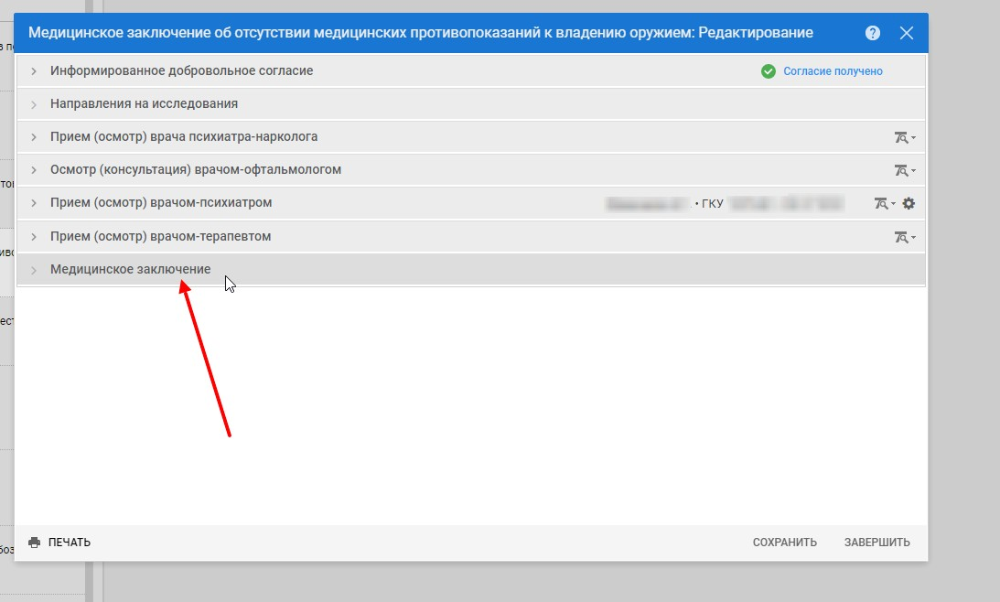 Медицинское заключение об отсутствии медицинских противопоказаний к владению оружием: Редактирование
Информированное добровольное согласие
Согласие получено
Направления на исследования
Прием (осмотр) врача психиатра-нарколога
Осмотр (консультация) врачом-офтальмологом
Прием (осмотр) врачом-психиатром
• ГКУ
Прием (осмотр) врачом-терапевтом
Медицинское заключение
ПЕЧАТЬ
СОХРАНИТЬ
ЗАВЕРШИТЬ